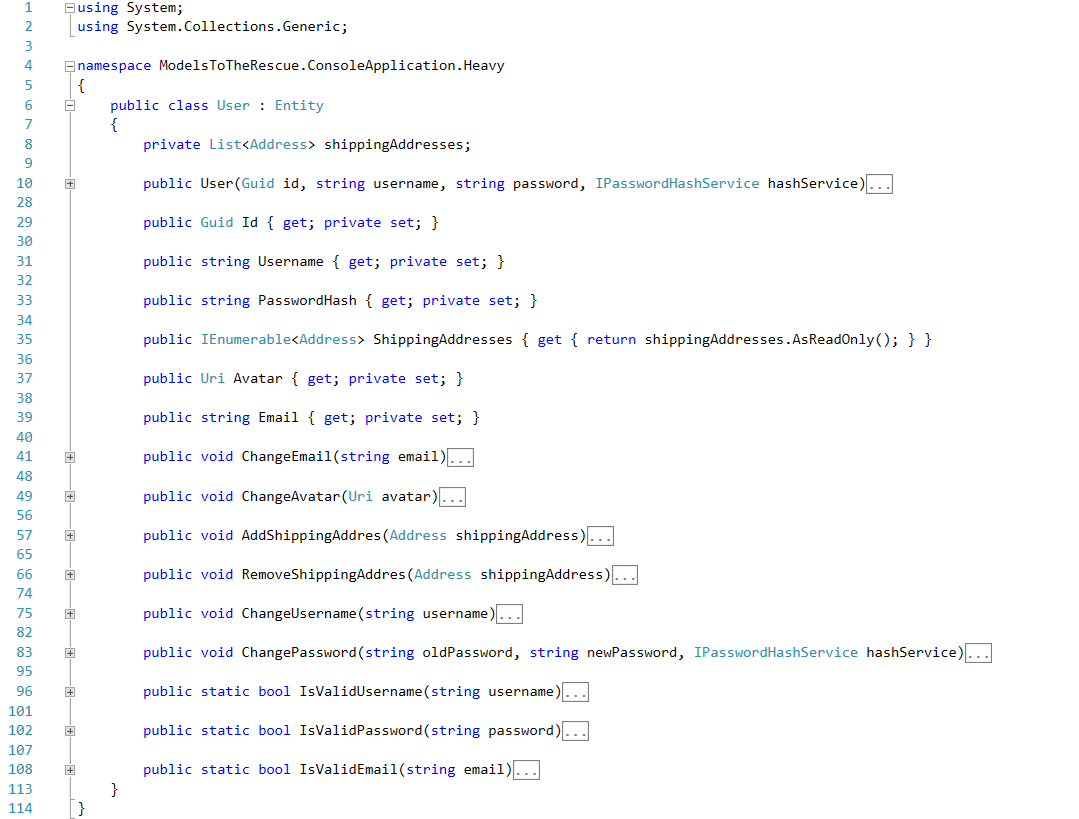 1 using System;
2 using System.Collections.Generic;
3
4 namespace ModelsToTheRescue.ConsoleApplication.Heavy
5 {
6 public class User : Entity
7 {
8 private List<Address> shippingAddresses;
9
10 public User(Guid id, string username, string password, IPasswordHashService hashService)...
28
29 public Guid Id { get; private set; }
30
31 public string Username { get; private set; }
32
33 public string PasswordHash { get; private set; }
34
35 public IEnumerable<Address> ShippingAddresses { get { return shippingAddresses.AsReadOnly(); } }
36
37 public Uri Avatar { get; private set; }
38
39 public string Email { get; private set; }
40
41 public void ChangeEmail(string email)...
48
49 public void ChangeAvatar(Uri avatar)...
56
57 public void AddShippingAddres(Address shippingAddress)...
65
66 public void RemoveShippingAddres(Address shippingAddress)...
74
75 public void ChangeUsername(string username)...
82
83 public void ChangePassword(string oldPassword, string newPassword, IPasswordHashService hashService)...
95
96 public static bool IsValidUsername(string username)...
101
102 public static bool IsValidPassword(string password)...
107
108 public static bool IsValidEmail(string email)...
113 }
114 }